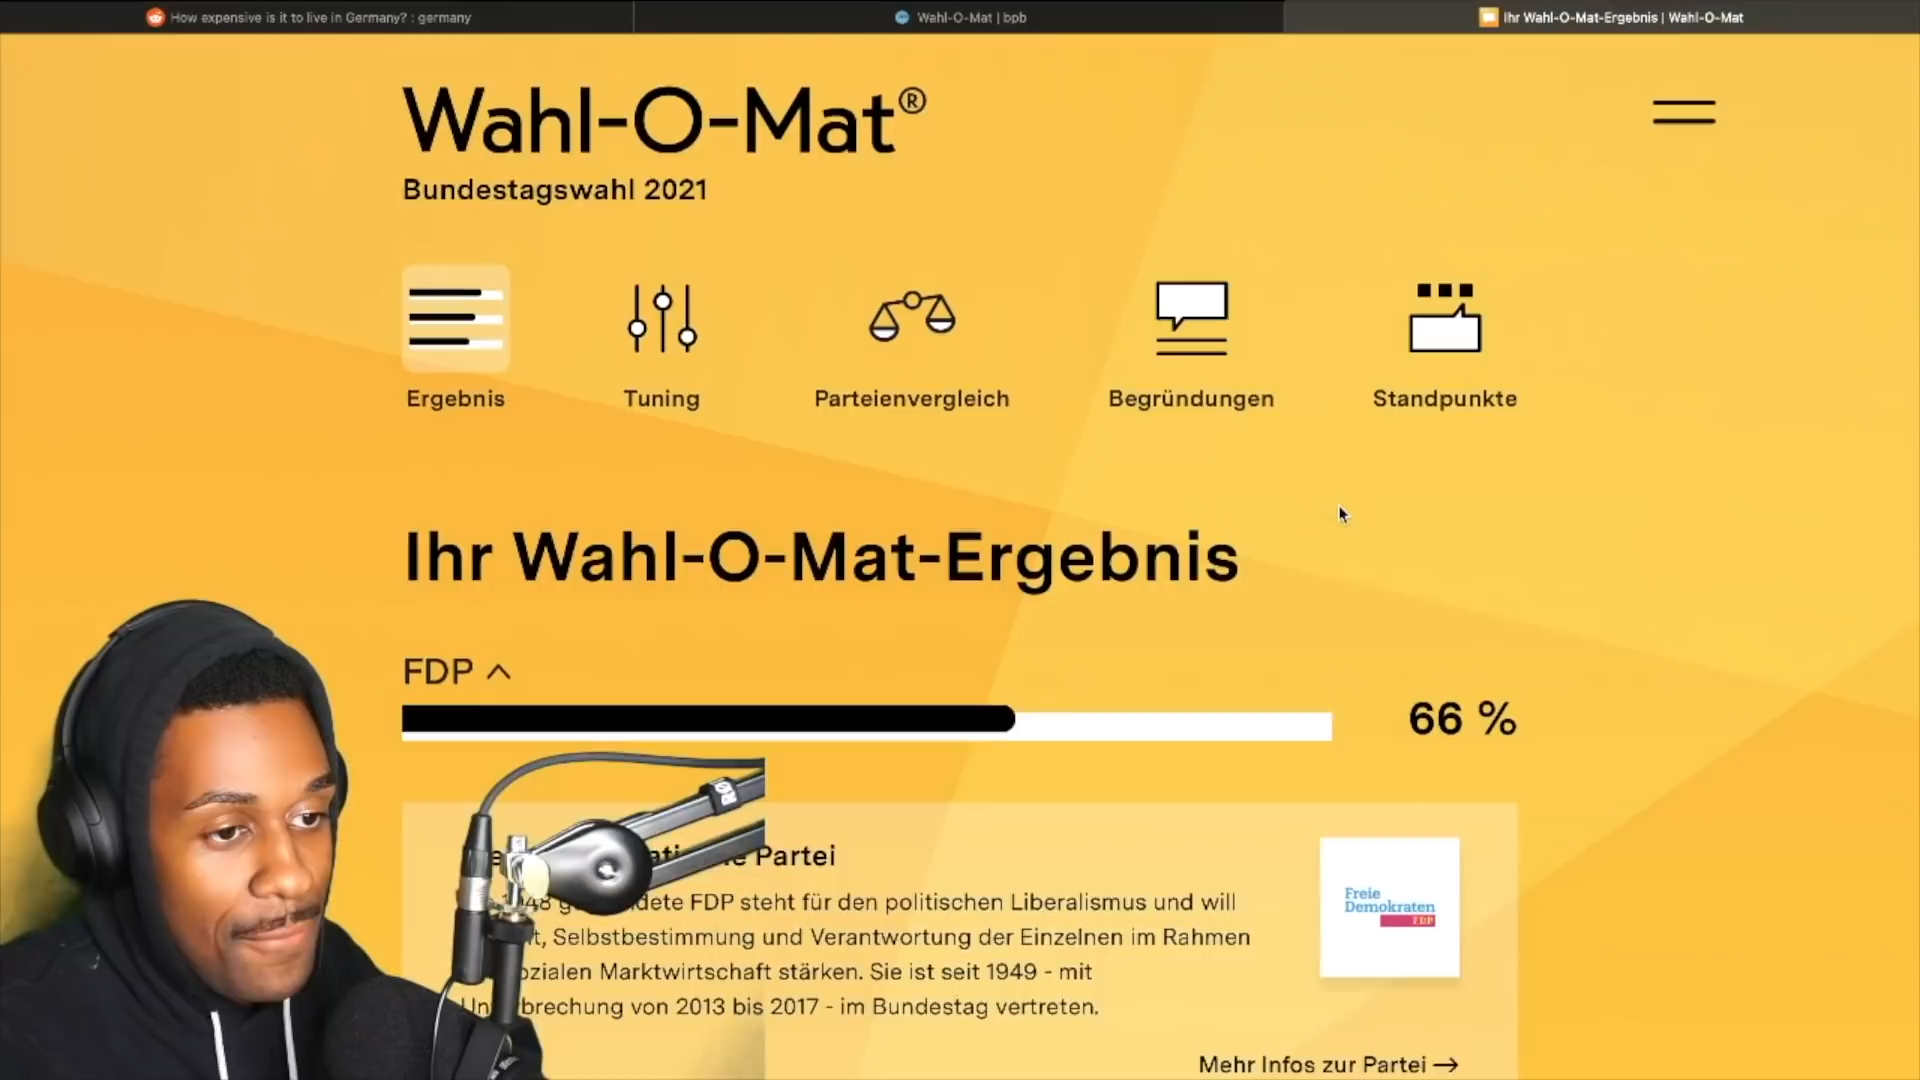 How expensive is it to live in Germany? : germany
Wahl-O-Mat | bpb
Ihr Wahl-O-Mat-Ergebnis | Wahl-O-Mat
Wahl-O-Mat®
Bundestagswahl 2021
Ergebnis
Tuning
Parteienvergleich
Begründungen
Standpunkte
Ihr Wahl-O-Mat-Ergebnis
FDP
66 %
Partei
FDP steht für den politischen Liberalismus und will
Selbstbestimmung und Verantwortung der Einzelnen im Rahmen
Marktwirtschaft stärken. Sie ist seit 1949 - mit
von 2013 bis 2017 - im Bundestag vertreten.
Freie
Demokraten
FDP
Mehr Infos zur Partei →